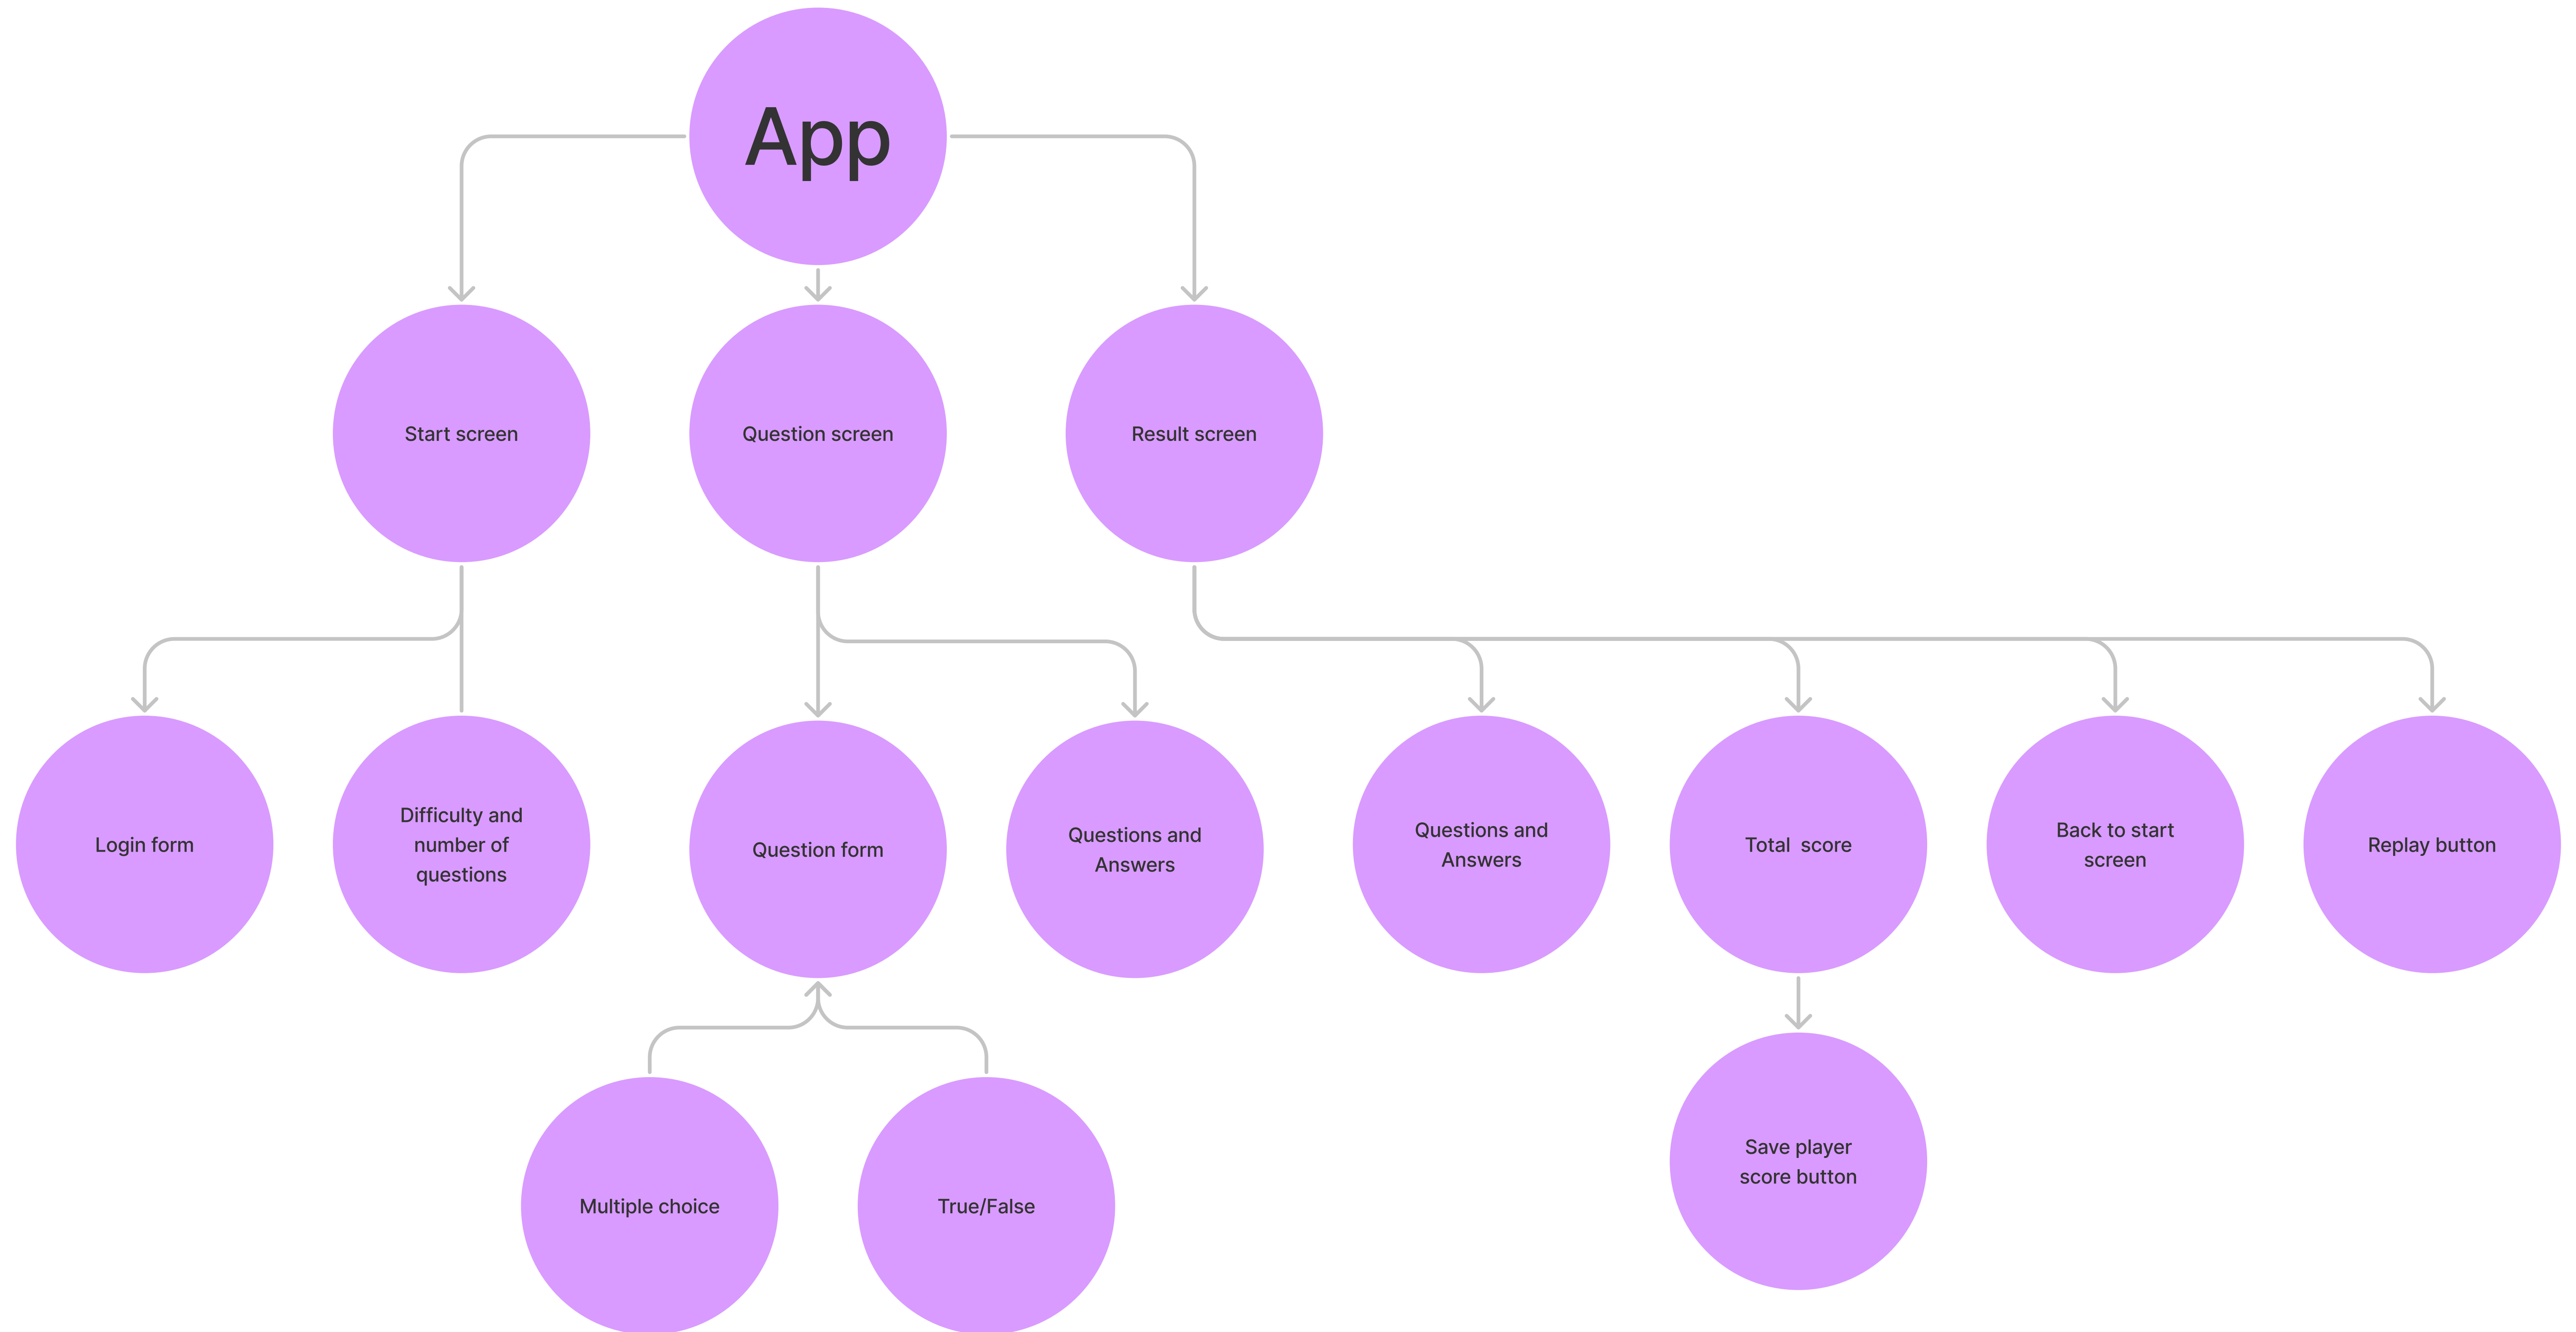 App
Start screen
Question screen
Result screen
Login form
Difficulty and
number of
questions
Question form
Questions and
Answers
Questions and
Answers
Total  score
Back to start
screen
Replay button
Multiple choice
True/False
Save player
score button